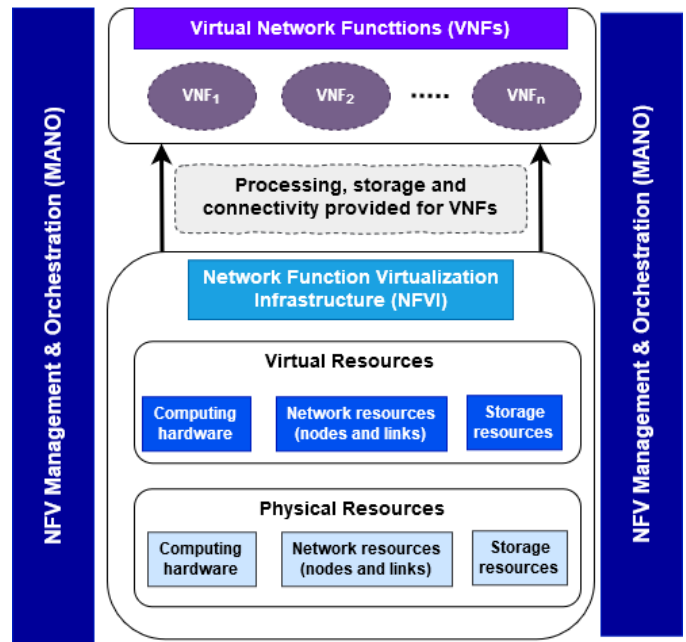 NFV Management & Orchestration (MANO)
Virtual Network Functtions (VNFs)
VNF1
VNF2
.....
VNFn
Processing, storage and
connectivity provided for VNFs
Network Function Virtualization
Infrastructure (NFVI)
Virtual Resources
Computing
hardware
Network resources
(nodes and links)
Storage
resources
Physical Resources
Computing
hardware
Network resources
(nodes and links)
Storage
resources
NFV Management & Orchestration (MANO)